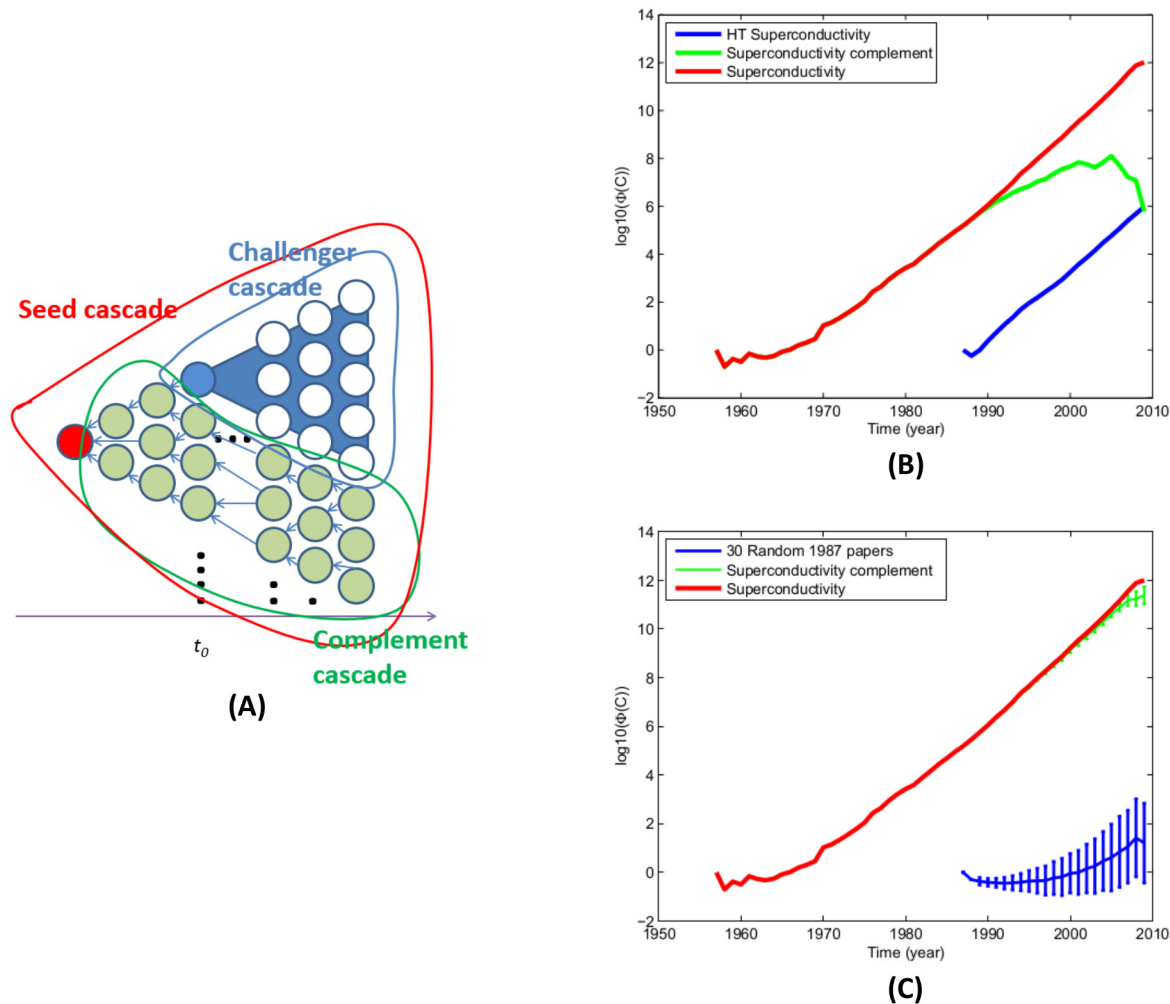 Challenger
cascade
Seed cascade
t0
Complement
cascade
(A)
HT Superconductivity
Superconductivity complement
Superconductivity
14
12
10
8
6
4
2
0
−2
log10(Φ(C))
1950 1960 1970 1980 1990 2000 2010
Time (year)
(B)
30 Random 1987 papers
Superconductivity complement
Superconductivity
14
12
10
8
6
4
2
0
−2
log10(Φ(C))
1950 1960 1970 1980 1990 2000 2010
Time (year)
(C)